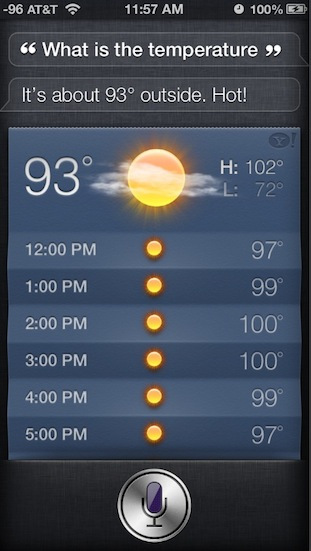 -96 AT&T 11:57 AM 100%
“ What is the temperature ”
It's about 93° outside. Hot!
Y!
93° H: 102°
L: 72°
12:00 PM 97°
1:00 PM 99°
2:00 PM 100°
3:00 PM 100°
4:00 PM 99°
5:00 PM 97°